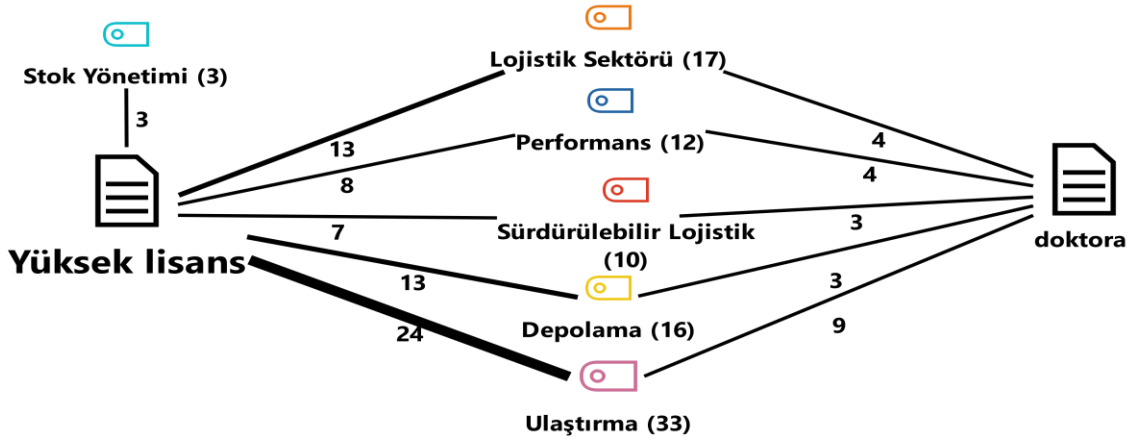 Lojistik Sektörü (17)
Stok Yönetimi (3)
3
Performans (12)
13
4
8
4
Sürdürülebilir Lojistik
(10)
7
3
Yüksek lisans
doktora
13
3
Depolama (16)
24
9
Ulaştırma (33)